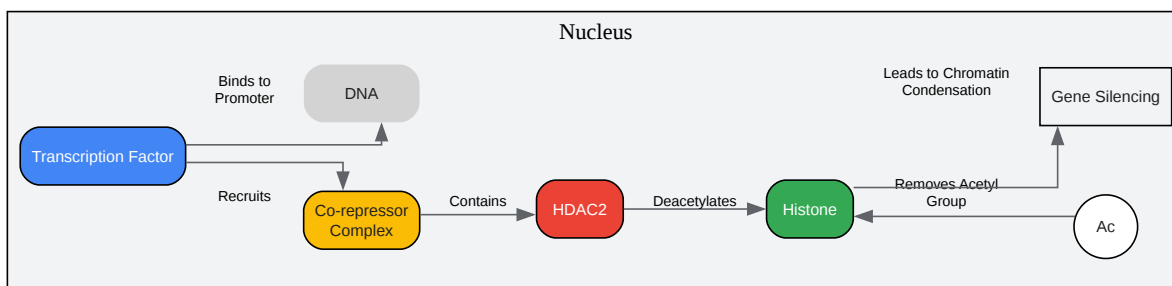 Nucleus
Binds to
Promoter
DNA
Leads to Chromatin
Condensation
Gene Silencing
Transcription Factor
Recruits
Co-repressor
Complex
Contains
HDAC2
Deacetylates
Histone
Removes Acetyl
Group
Ac